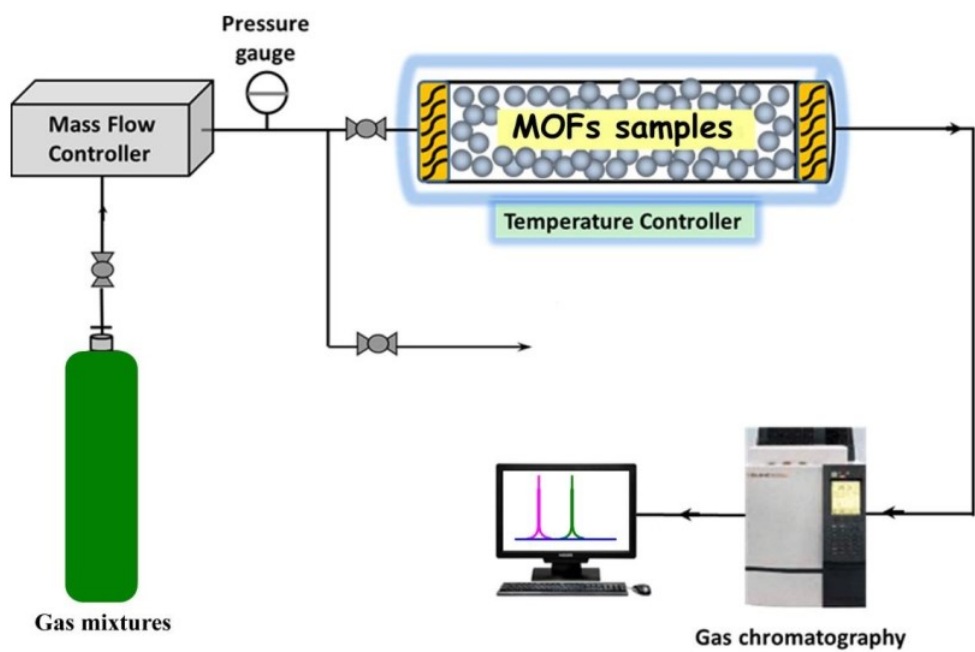 Pressure
gauge
Mass Flow
Controller
MOFs samples
Temperature Controller
Gas mixtures
Gas chromatography